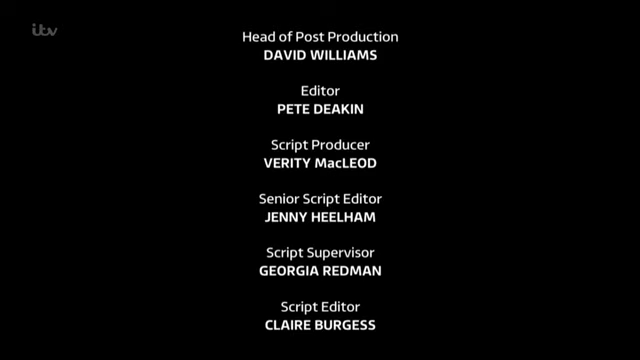 itv
Head of Post Production
DAVID WILLIAMS
Editor
PETE DEAKIN
Script Producer
VERITY MacLEOD
Senior Script Editor
JENNY HEELHAM
Script Supervisor
GEORGIA REDMAN
Script Editor
CLAIRE BURGESS